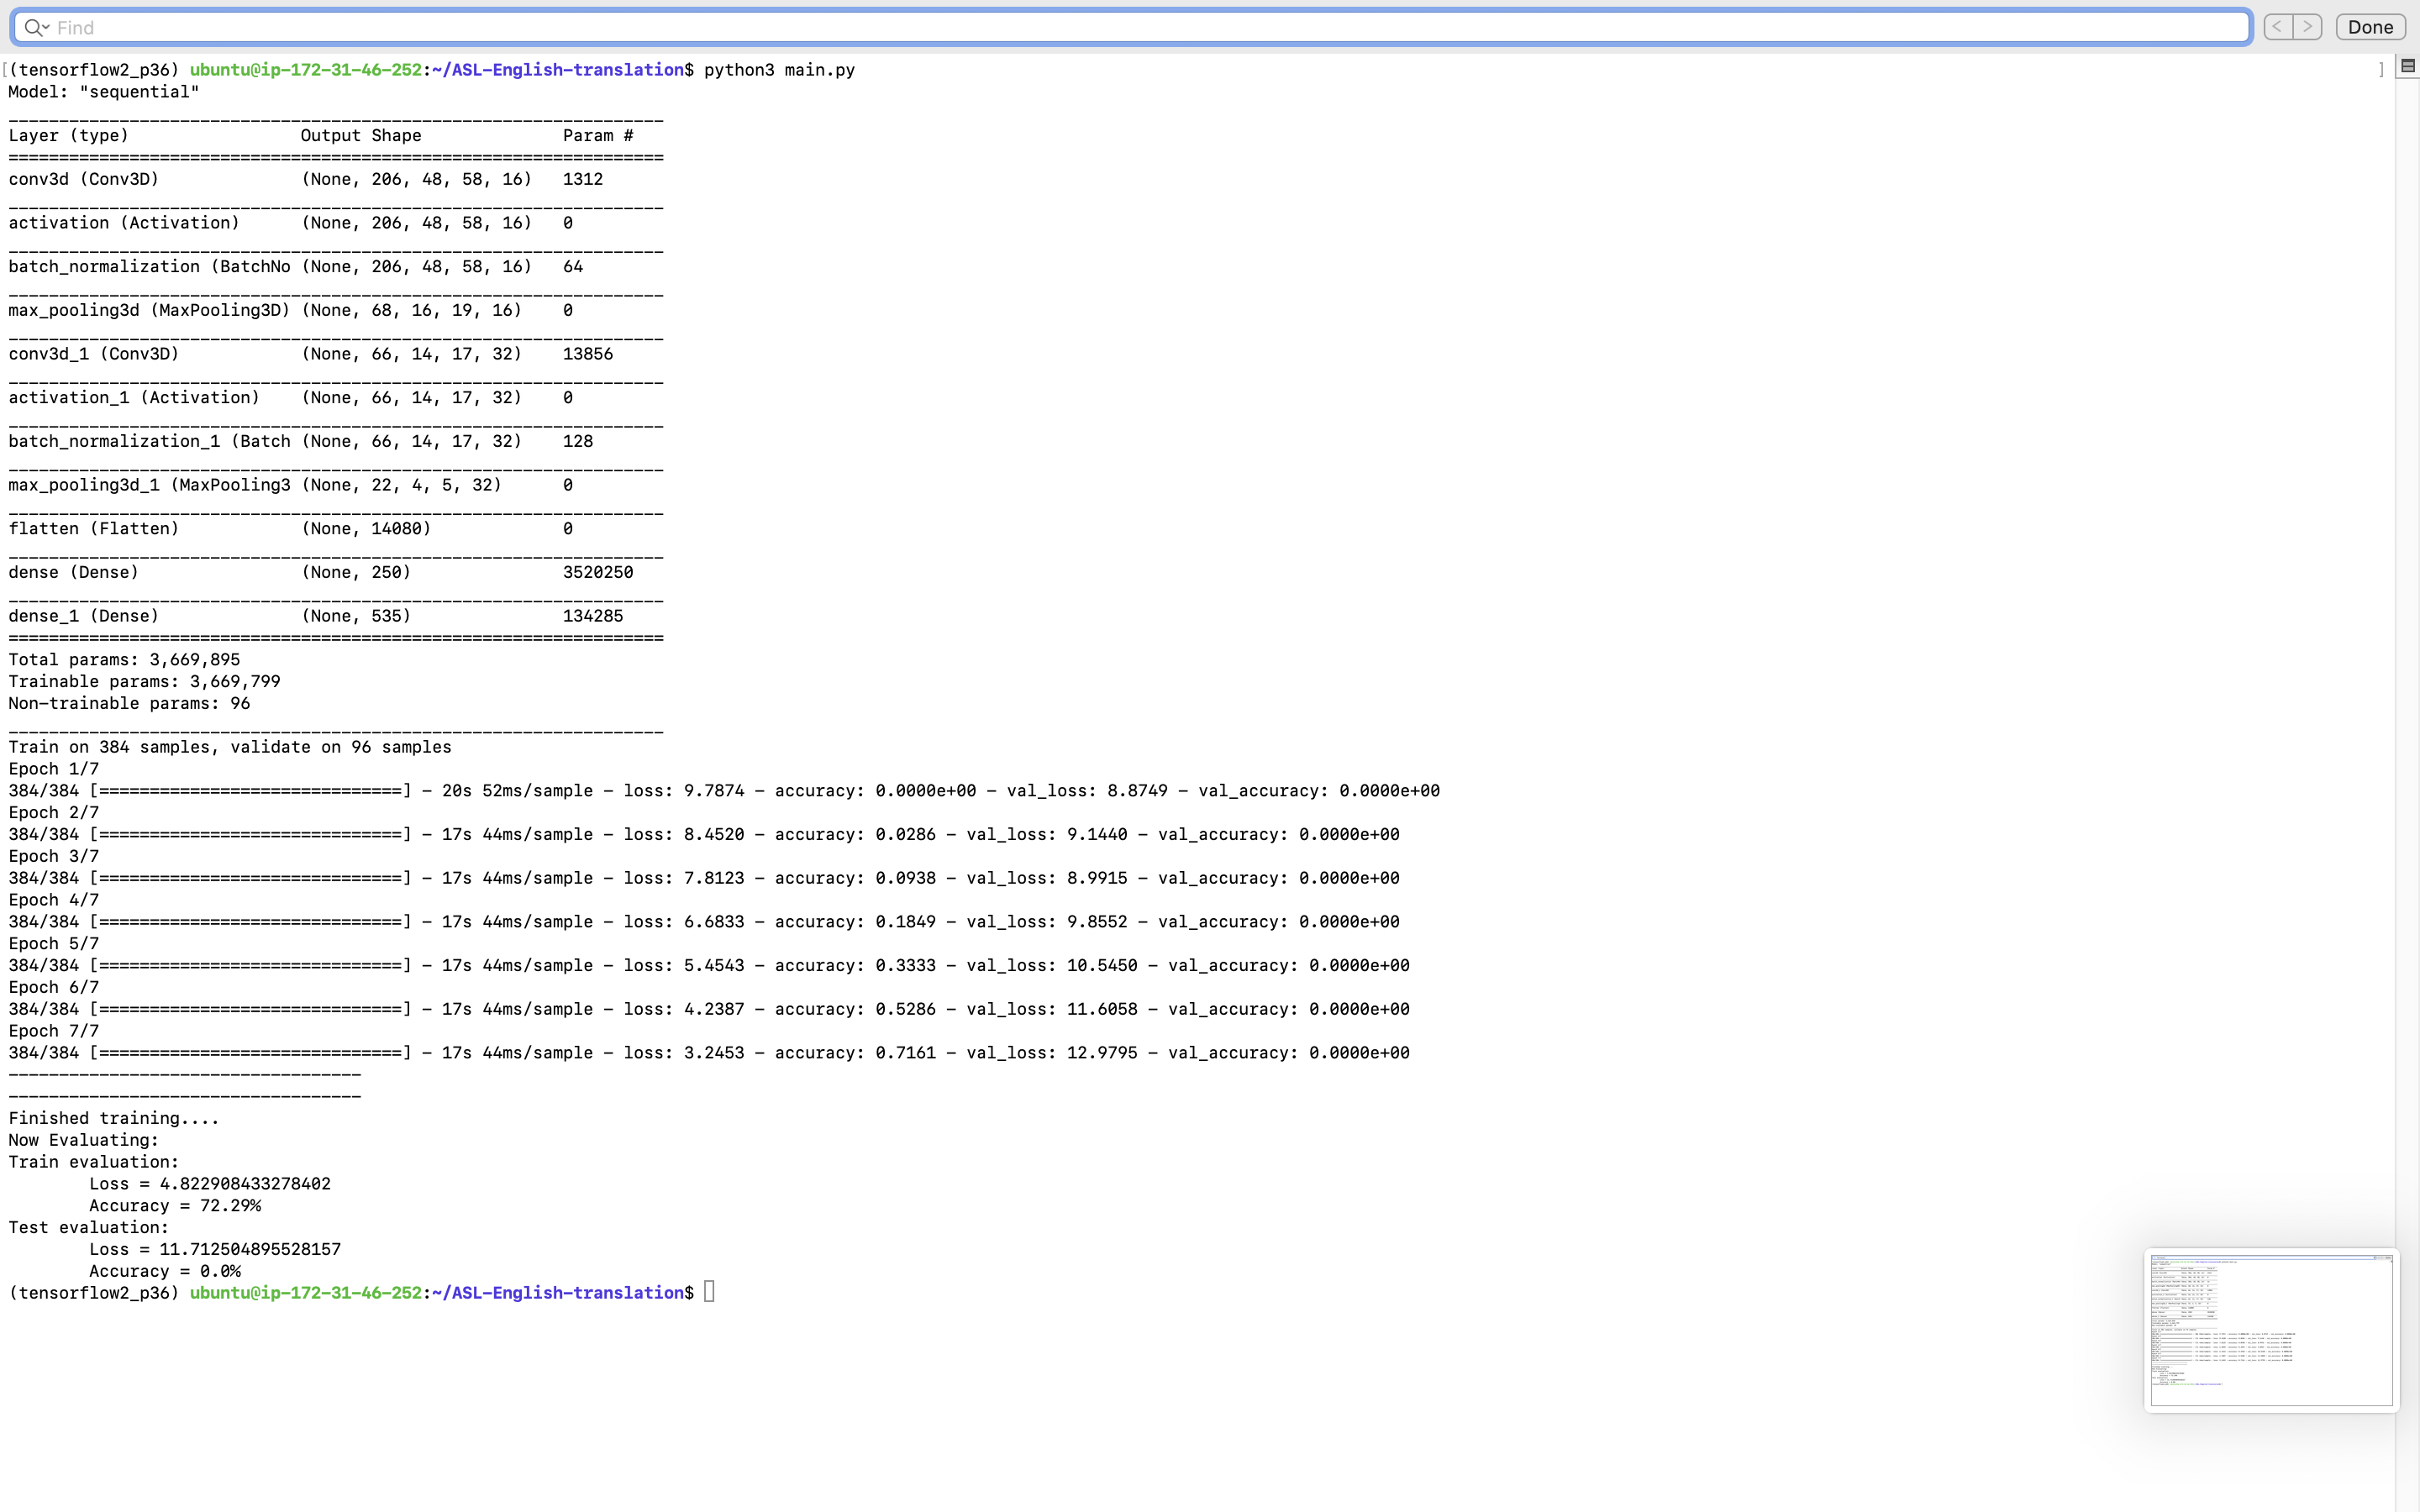 Find
Done
[(tensorflow2_p36) ubuntu@ip-172-31-46-252:~/ASL-English-translation$ python3 main.py ]
Model: "sequential"
_________________________________________________________________
Layer (type)                 Output Shape              Param #
=================================================================
conv3d (Conv3D)              (None, 206, 48, 58, 16)   1312
_________________________________________________________________
activation (Activation)      (None, 206, 48, 58, 16)   0
_________________________________________________________________
batch_normalization (BatchNo (None, 206, 48, 58, 16)   64
_________________________________________________________________
max_pooling3d (MaxPooling3D) (None, 68, 16, 19, 16)    0
_________________________________________________________________
conv3d_1 (Conv3D)            (None, 66, 14, 17, 32)    13856
_________________________________________________________________
activation_1 (Activation)    (None, 66, 14, 17, 32)    0
_________________________________________________________________
batch_normalization_1 (Batch (None, 66, 14, 17, 32)    128
_________________________________________________________________
max_pooling3d_1 (MaxPooling3 (None, 22, 4, 5, 32)      0
_________________________________________________________________
flatten (Flatten)            (None, 14080)             0
_________________________________________________________________
dense (Dense)                (None, 250)               3520250
_________________________________________________________________
dense_1 (Dense)              (None, 535)               134285
=================================================================
Total params: 3,669,895
Trainable params: 3,669,799
Non-trainable params: 96
_________________________________________________________________
Train on 384 samples, validate on 96 samples
Epoch 1/7
384/384 [==============================] - 20s 52ms/sample - loss: 9.7874 - accuracy: 0.0000e+00 - val_loss: 8.8749 - val_accuracy: 0.0000e+00
Epoch 2/7
384/384 [==============================] - 17s 44ms/sample - loss: 8.4520 - accuracy: 0.0286 - val_loss: 9.1440 - val_accuracy: 0.0000e+00
Epoch 3/7
384/384 [==============================] - 17s 44ms/sample - loss: 7.8123 - accuracy: 0.0938 - val_loss: 8.9915 - val_accuracy: 0.0000e+00
Epoch 4/7
384/384 [==============================] - 17s 44ms/sample - loss: 6.6833 - accuracy: 0.1849 - val_loss: 9.8552 - val_accuracy: 0.0000e+00
Epoch 5/7
384/384 [==============================] - 17s 44ms/sample - loss: 5.4543 - accuracy: 0.3333 - val_loss: 10.5450 - val_accuracy: 0.0000e+00
Epoch 6/7
384/384 [==============================] - 17s 44ms/sample - loss: 4.2387 - accuracy: 0.5286 - val_loss: 11.6058 - val_accuracy: 0.0000e+00
Epoch 7/7
384/384 [==============================] - 17s 44ms/sample - loss: 3.2453 - accuracy: 0.7161 - val_loss: 12.9795 - val_accuracy: 0.0000e+00
-----------------------------------
-----------------------------------
Finished training....
Now Evaluating:
Train evaluation:
        Loss = 4.822908433278402
        Accuracy = 72.29%
Test evaluation:
        Loss = 11.712504895528157
        Accuracy = 0.0%
(tensorflow2_p36) ubuntu@ip-172-31-46-252:~/ASL-English-translation$